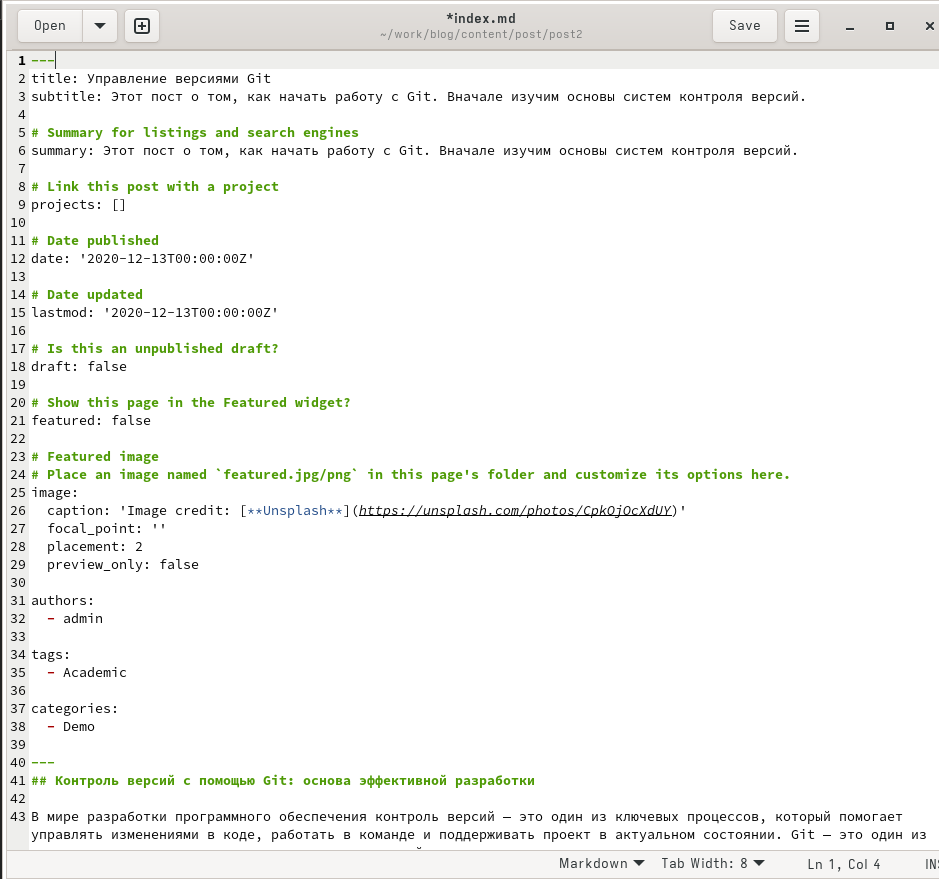 Open
*index.md
~/work/blog/content/post/post2
Save
1 ---
2 title: Управление версиями Git
3 subtitle: Этот пост о том, как начать работу с Git. Вначале изучим основы систем контроля версий.
4
5 # Summary for listings and search engines
6 summary: Этот пост о том, как начать работу с Git. Вначале изучим основы систем контроля версий.
7
8 # Link this post with a project
9 projects: []
10
11 # Date published
12 date: '2020-12-13T00:00:00Z'
13
14 # Date updated
15 lastmod: '2020-12-13T00:00:00Z'
16
17 # Is this an unpublished draft?
18 draft: false
19
20 # Show this page in the Featured widget?
21 featured: false
22
23 # Featured image
24 # Place an image named `featured.jpg/png` in this page's folder and customize its options here.
25 image:
26   caption: 'Image credit: [**Unsplash**](https://unsplash.com/photos/CpkOjOcXdUY)'
27   focal_point: ''
28   placement: 2
29   preview_only: false
30
31 authors:
32   - admin
33
34 tags:
35   - Academic
36
37 categories:
38   - Demo
39
40 ---
41 ## Контроль версий с помощью Git: основа эффективной разработки
42
43 В мире разработки программного обеспечения контроль версий — это один из ключевых процессов, который помогает
управлять изменениями в коде, работать в команде и поддерживать проект в актуальном состоянии. Git — это один из
Markdown Tab Width: 8 Ln 1, Col 4 INS